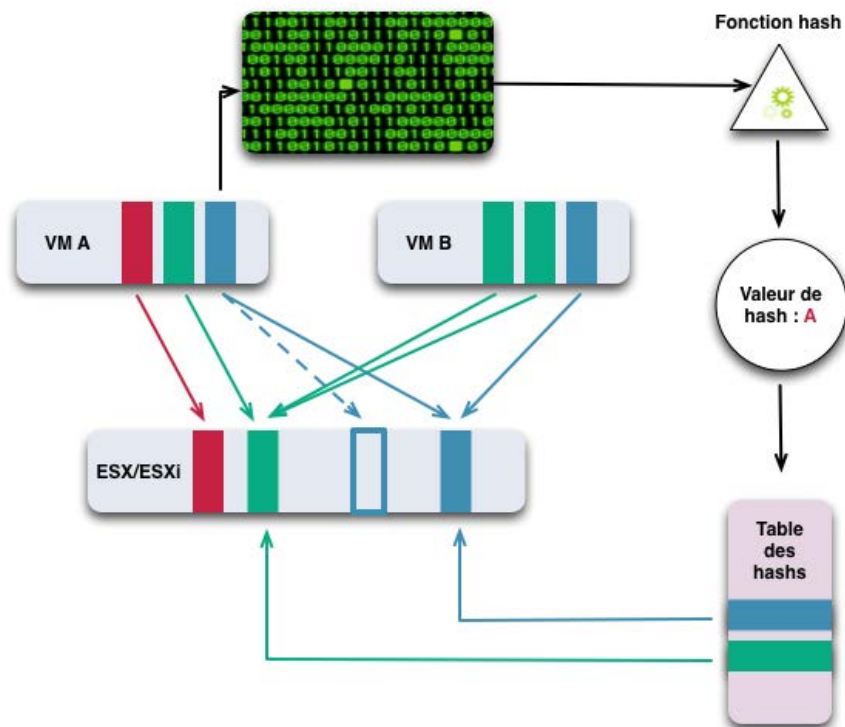 Fonction hash
VM A
VM B
Valeur de
hash : A
ESX/ESXi
Table
des
hashs